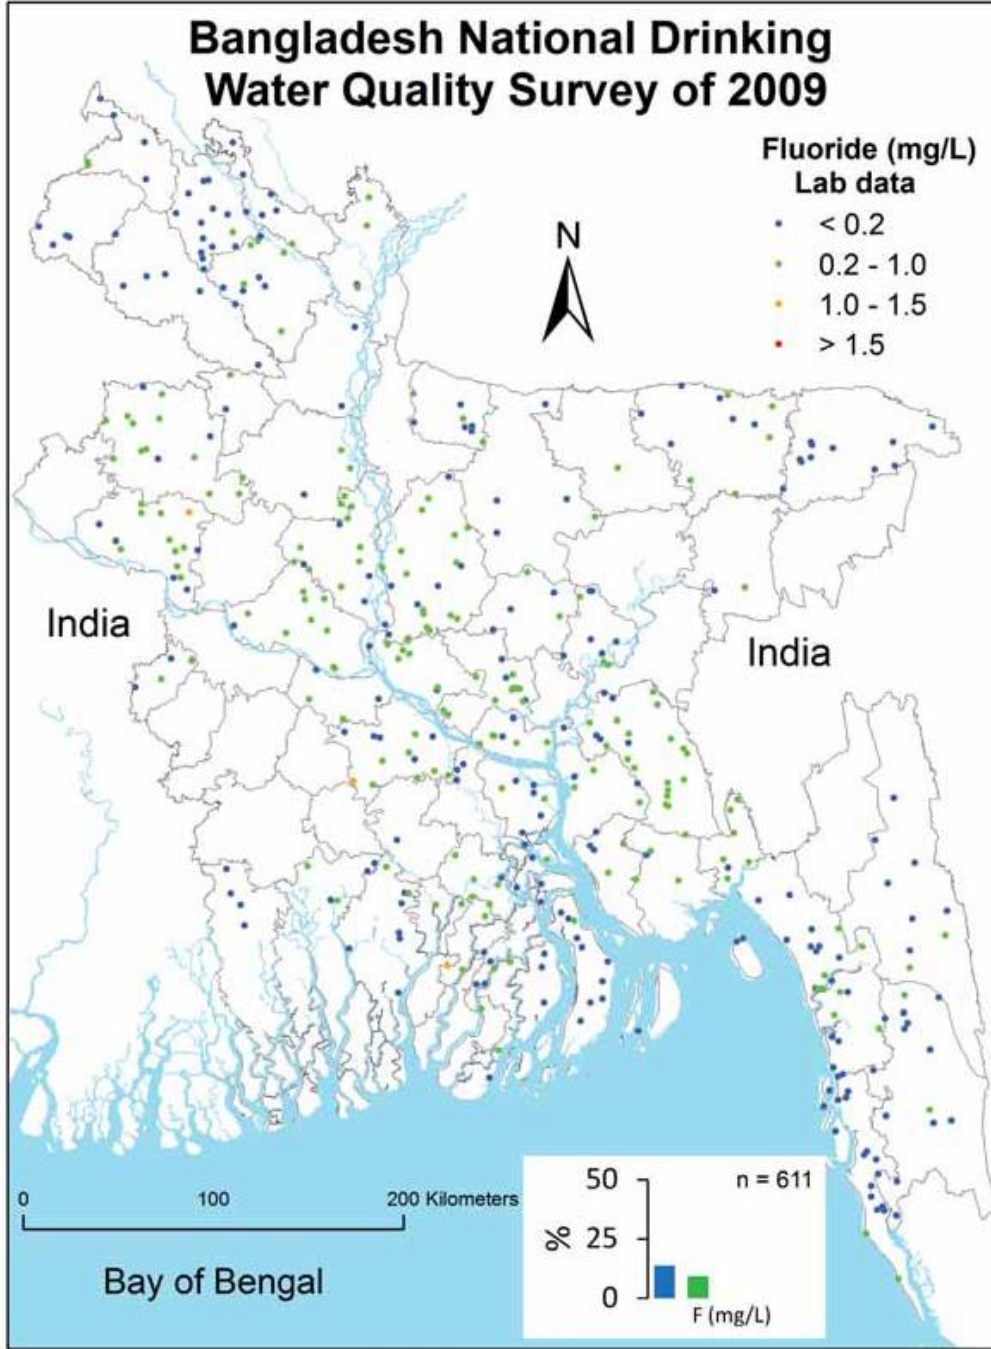 Bangladesh National Drinking
Water Quality Survey of 2009
Fluoride (mg/L)
Lab data
< 0.2
0.2 - 1.0
1.0 - 1.5
> 1.5
N
India
India
0 100 200 Kilometers
Bay of Bengal
50
n = 611
25
%
0
F (mg/L)